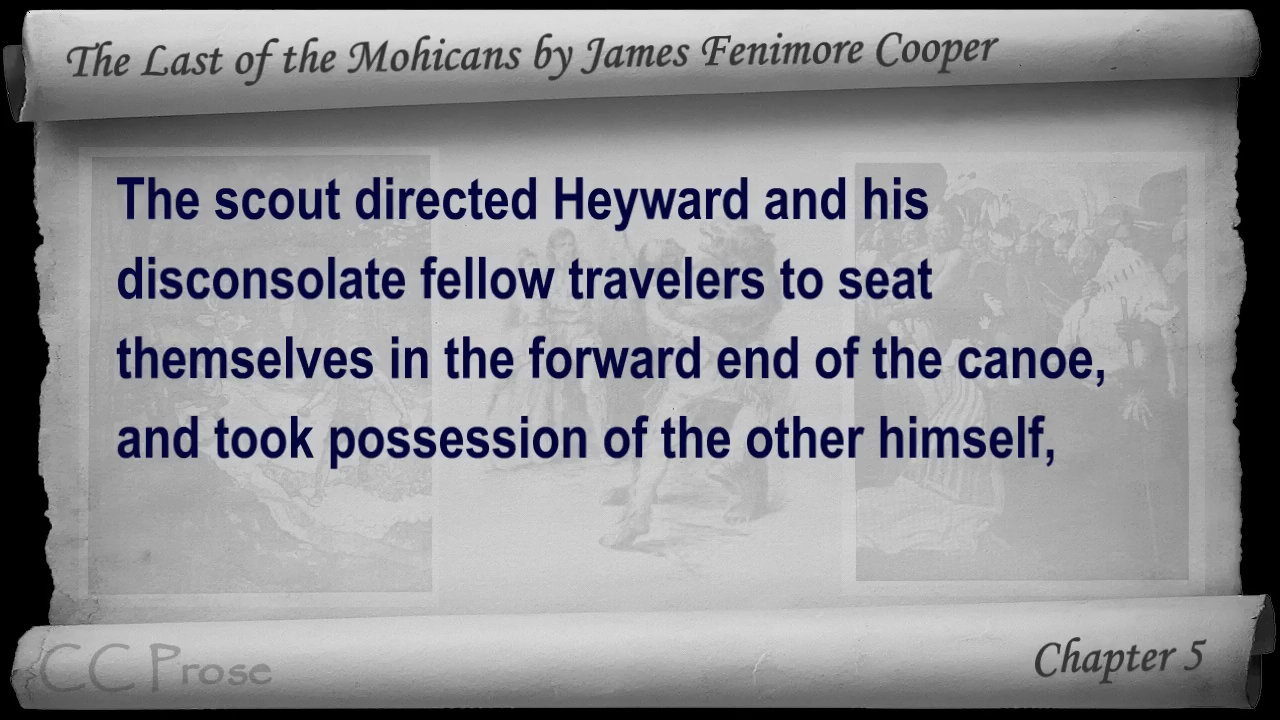 The Last of the Mohicans by James Fenimore Cooper
The scout directed Heyward and his
disconsolate fellow travelers to seat
themselves in the forward end of the canoe,
and took possession of the other himself,
CC Prose
Chapter 5